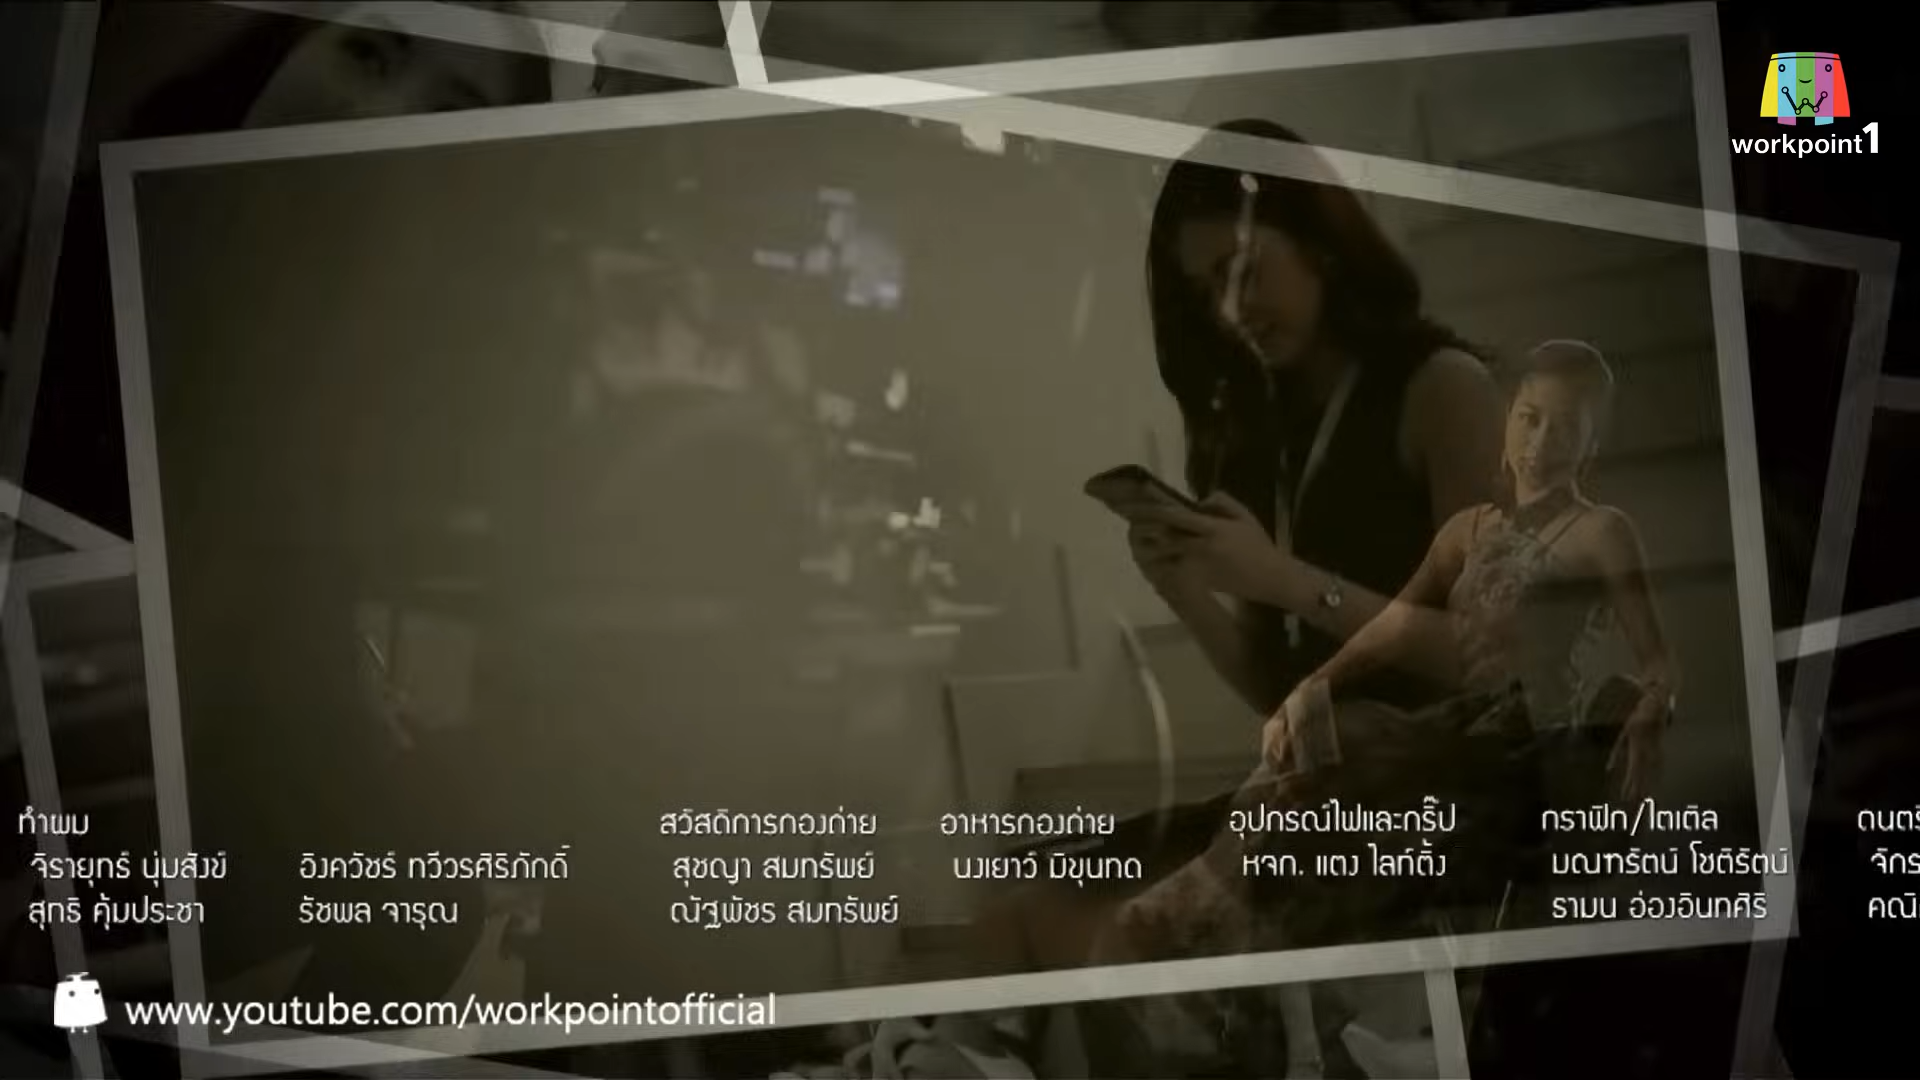 workpoint1
ทำผม
จิรายุทธ์ นุ่มสังข์
สุทธิ คุ้มประชา
อิงควัชร์ ทวีวรศิริภักดิ์
รัชพล จารุณ
สวัสดิการกองถ่าย
สุชญา สมทรัพย์
ณัฐพัชร สมทรัพย์
อาหารกองถ่าย
นงเยาว์ มิขุนทด
อุปกรณ์ไฟและกริ๊ป
หจก. แตง ไลท์ติ้ง
กราฟิก/ไตเติล
มณฑรัตน์ โชติรัตน์
รามน อ่องอินทศิริ
www.youtube.com/workpointofficial